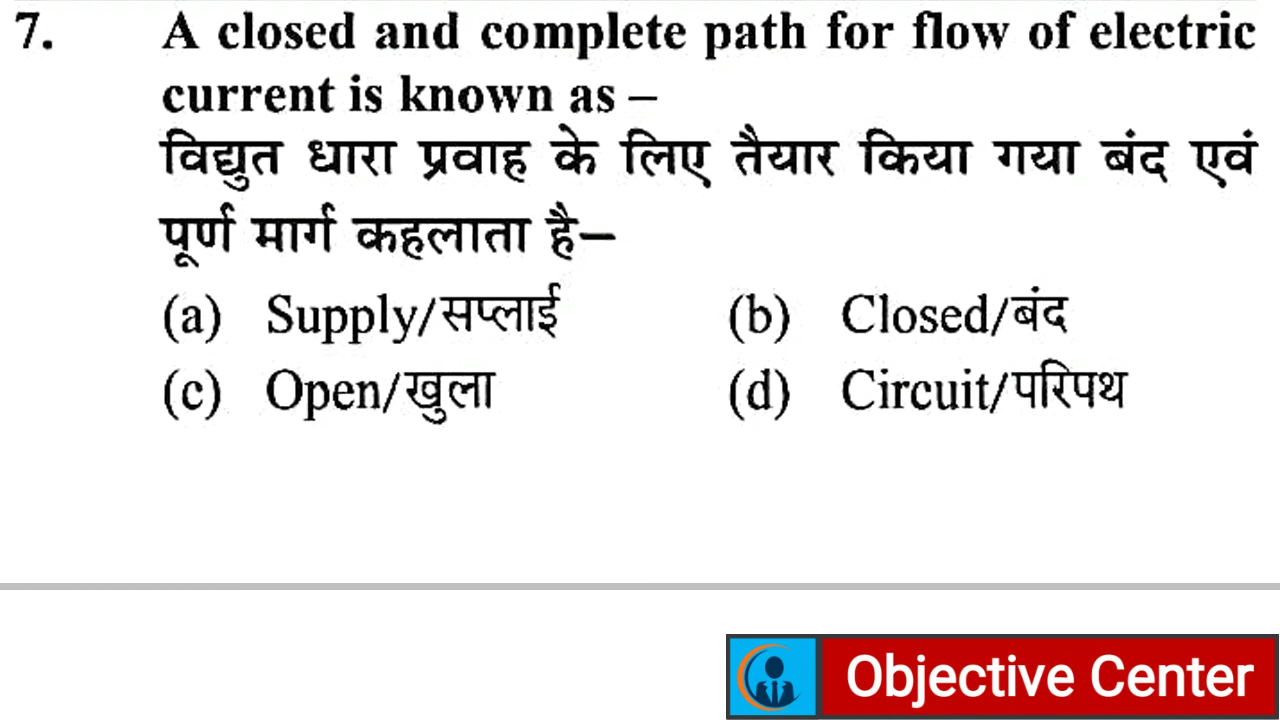 7. A closed and complete path for flow of electric
current is known as –
विद्युत धारा प्रवाह के लिए तैयार किया गया बंद एवं
पूर्ण मार्ग कहलाता है–
(a) Supply/सप्लाई (b) Closed/बंद
(c) Open/खुला (d) Circuit/परिपथ
Objective Center